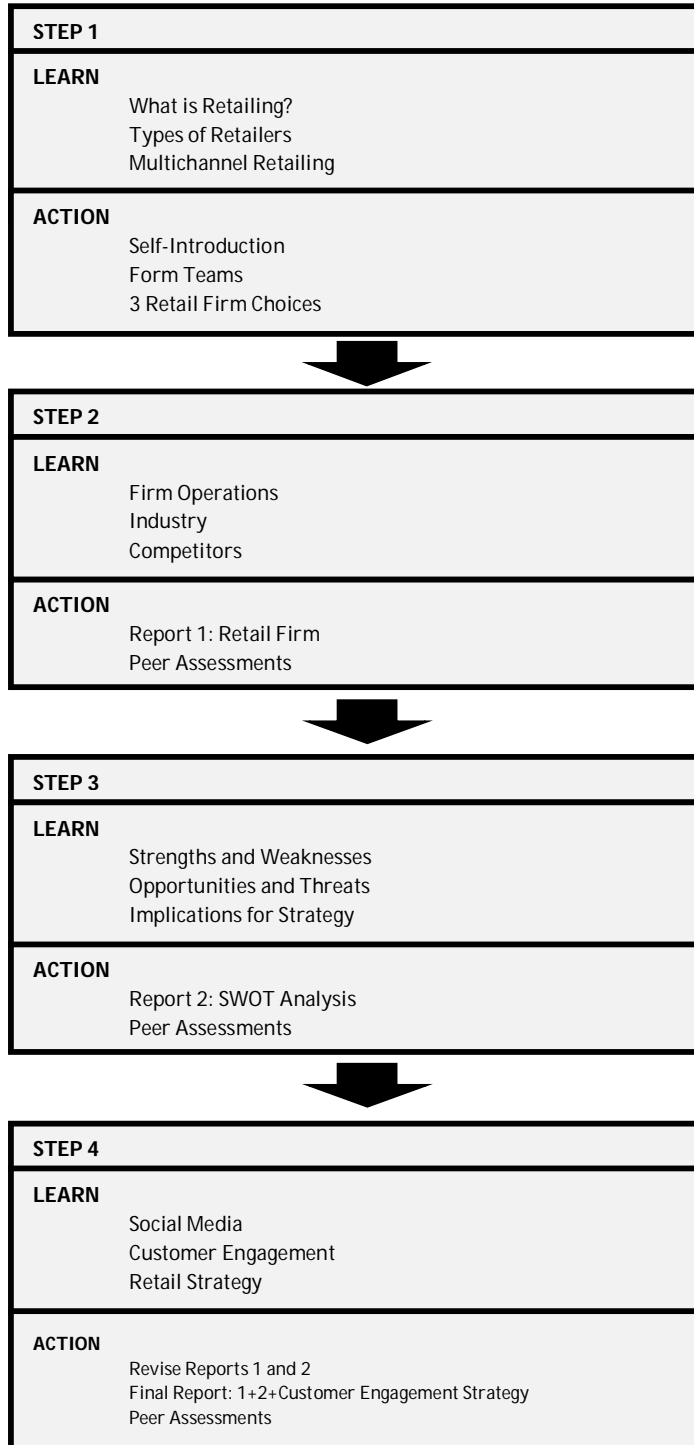 STEP 1
LEARN
What is Retailing?
Types of Retailers
Multichannel Retailing
ACTION
Self-Introduction
Form Teams
3 Retail Firm Choices
STEP 2
LEARN
Firm Operations
Industry
Competitors
ACTION
Report 1: Retail Firm
Peer Assessments
STEP 3
LEARN
Strengths and Weaknesses
Opportunities and Threats
Implications for Strategy
ACTION
Report 2: SWOT Analysis
Peer Assessments
STEP 4
LEARN
Social Media
Customer Engagement
Retail Strategy
ACTION
Revise Reports 1 and 2
Final Report: 1+2+Customer Engagement Strategy
Peer Assessments